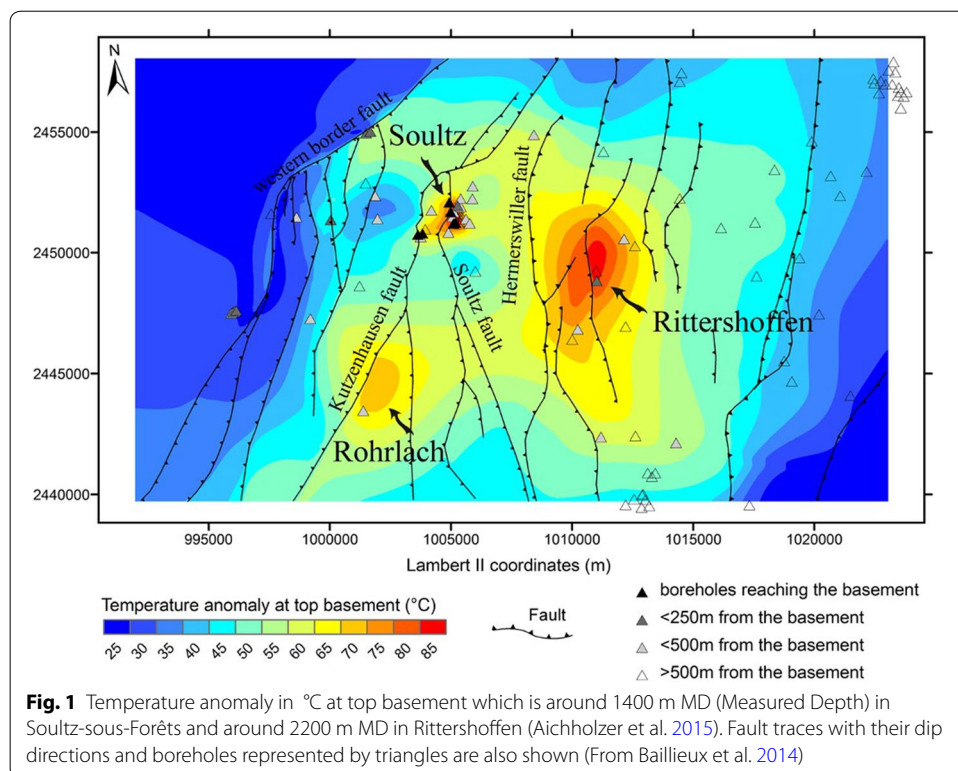 N
2455000
2450000
2445000
2440000
western border fault
Soultz
Hermerswiller fault
Kutzenhausen fault
Soultz fault
Rittershoffen
Rohrlach
995000 1000000 1005000 1010000 1015000 1020000
Lambert II coordinates (m)
Temperature anomaly at top basement (°C)
25 30 35 40 45 50 55 60 65 70 75 80 85
Fault
boreholes reaching the basement
<250m from the basement
<500m from the basement
>500m from the basement
Fig. 1 Temperature anomaly in °C at top basement which is around 1400 m MD (Measured Depth) in
Soultz-sous-Forêts and around 2200 m MD in Rittershoffen (Aichholzer et al. 2015). Fault traces with their dip
directions and boreholes represented by triangles are also shown (From Baillieux et al. 2014)